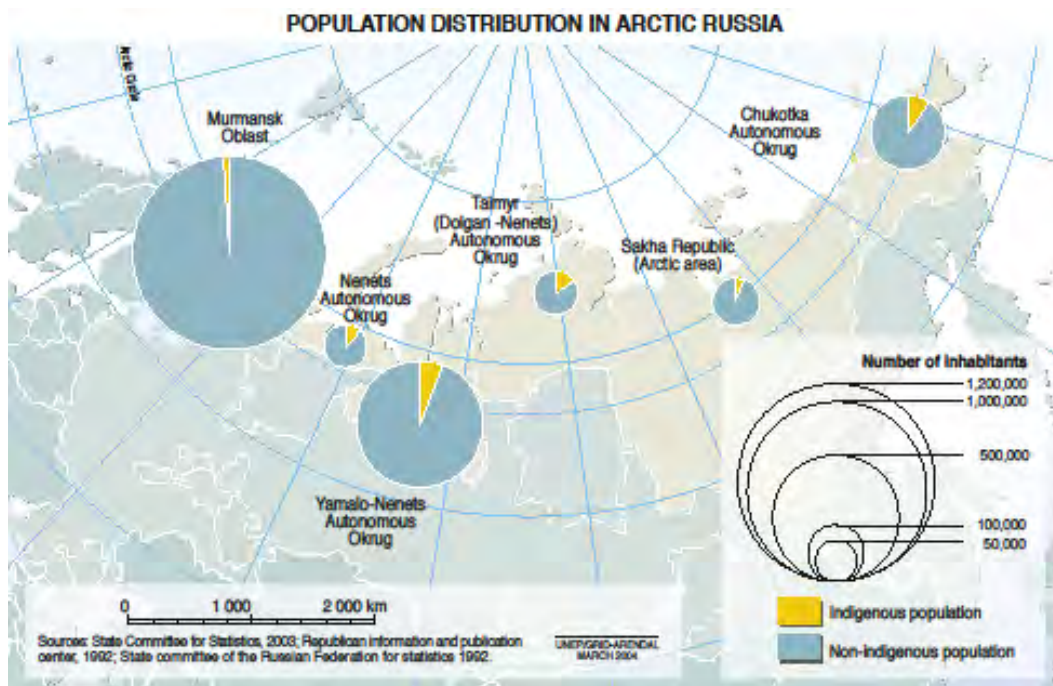 POPULATION DISTRIBUTION IN ARCTIC RUSSIA
Arctic Circle
Murmansk
Oblast
Chukotka
Autonomous
Okrug
Taimyr
(Dolgan -Nenets)
Autonomous
Okrug
Sakha Republic
(Arctic area)
Nenets
Autonomous
Okrug
Yamalo-Nenets
Autonomous
Okrug
Number of inhabitants
1,200,000
1,000,000
500,000
100,000
50,000
Indigenous population
Non-indigenous population
0 1 000 2 000 km
Sources: State Committee for Statistics, 2003; Republican information and publication
center, 1992; State committee of the Russian Federation for statistics 1992.
UNEP/GRID-ARENDAL
MARCH 2004